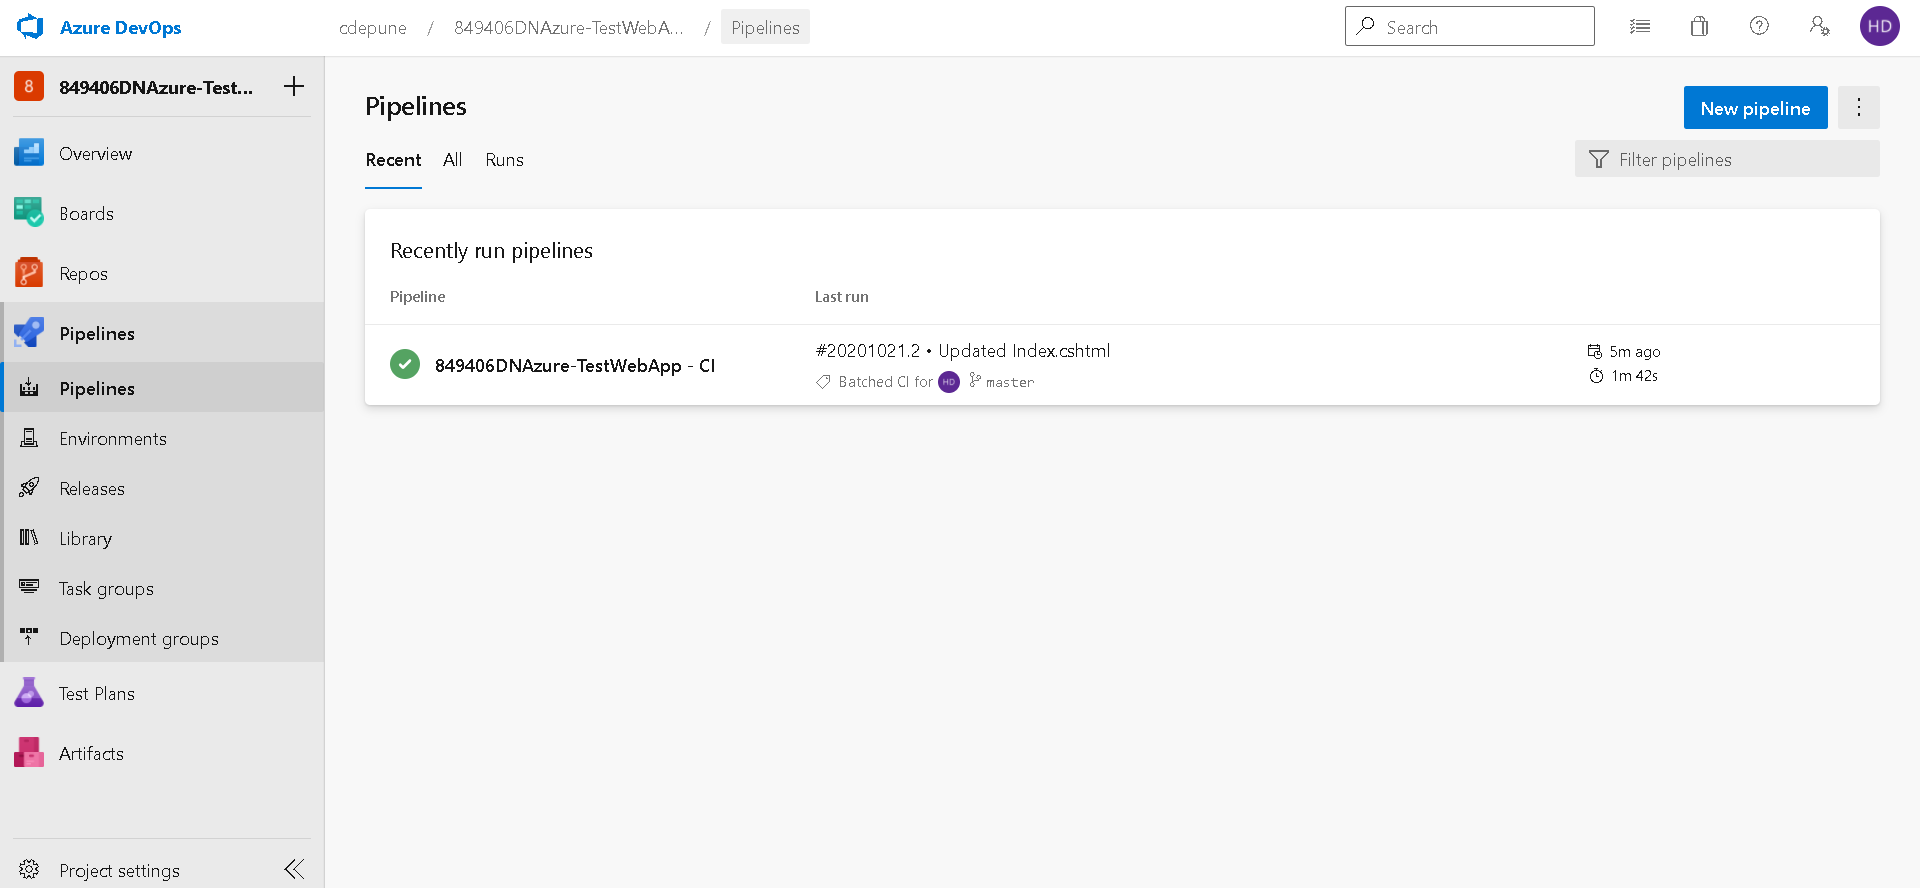 Azure DevOps
cdepune / 849406DNAzure-TestWebA... / Pipelines
Search
HD
8
849406DNAzure-Test...
Overview
Boards
Repos
Pipelines
Pipelines
Environments
Releases
Library
Task groups
Deployment groups
Test Plans
Artifacts
Project settings
Pipelines
New pipeline
Recent
All
Runs
Filter pipelines
Recently run pipelines
Pipeline
Last run
849406DNAzure-TestWebApp - CI
#20201021.2 • Updated Index.cshtml
Batched CI for HD master
5m ago
1m 42s